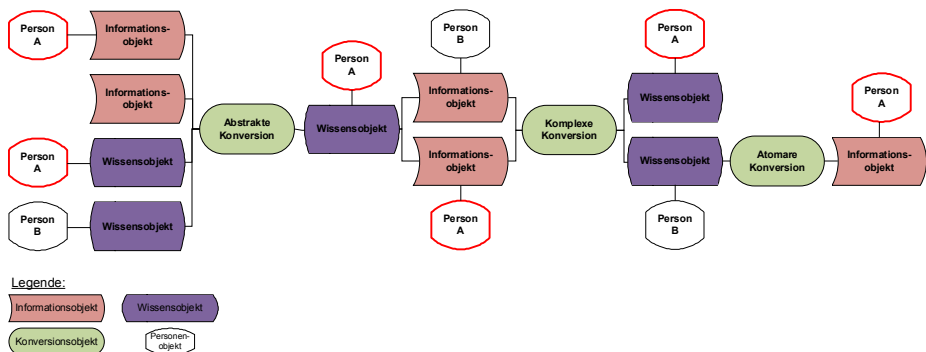 Person
A
Informations-
objekt
Informations-
objekt
Person
A
Wissensobjekt
Person
B
Wissensobjekt
Abstrakte
Konversion
Person
A
Wissensobjekt
Person
B
Informations-
objekt
Informations-
objekt
Person
A
Komplexe
Konversion
Person
A
Wissensobjekt
Wissensobjekt
Person
B
Atomare
Konversion
Person
A
Informations-
objekt
Legende:
Informationsobjekt
Wissensobjekt
Konversionsobjekt
Personen-
objekt